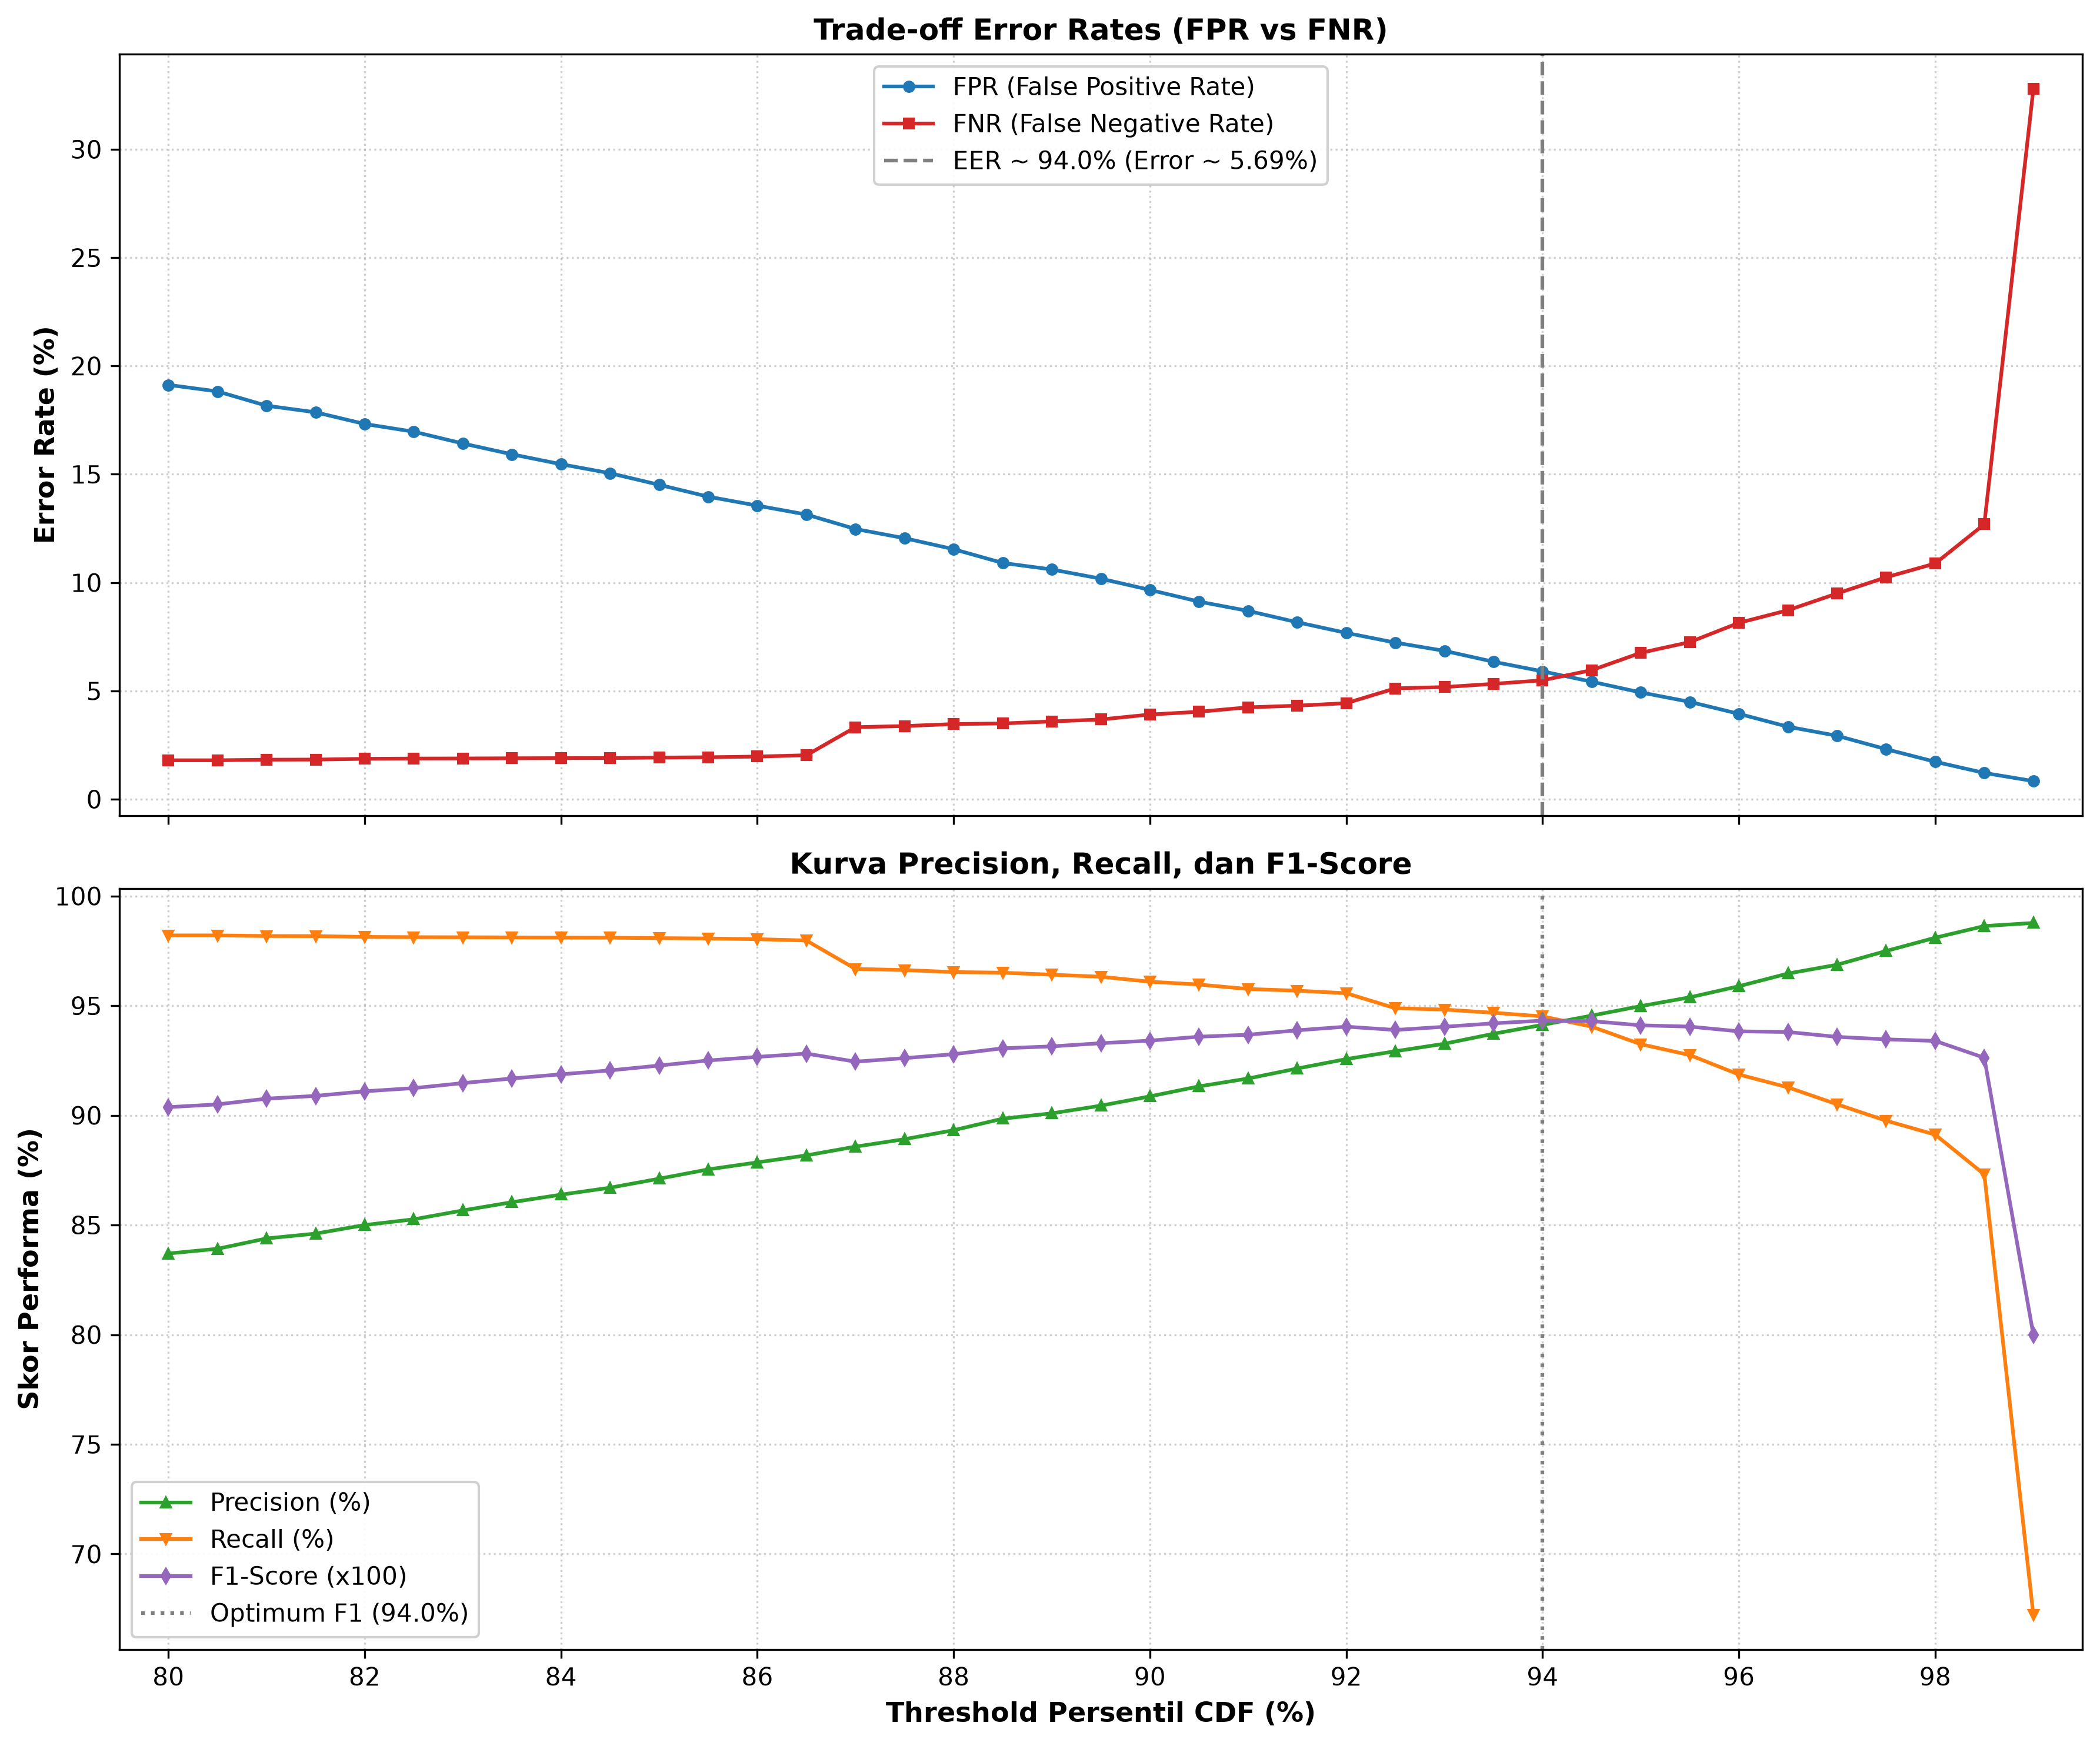 Trade-off Error Rates (FPR vs FNR)
FPR (False Positive Rate)
FNR (False Negative Rate)
EER ~ 94.0% (Error ~ 5.69%)
Error Rate (%)
30
25
20
15
10
5
0
Kurva Precision, Recall, dan F1-Score
Skor Performa (%)
100
95
90
85
80
75
70
Precision (%)
Recall (%)
F1-Score (x100)
Optimum F1 (94.0%)
80 82 84 86 88 90 92 94 96 98
Threshold Persentil CDF (%)